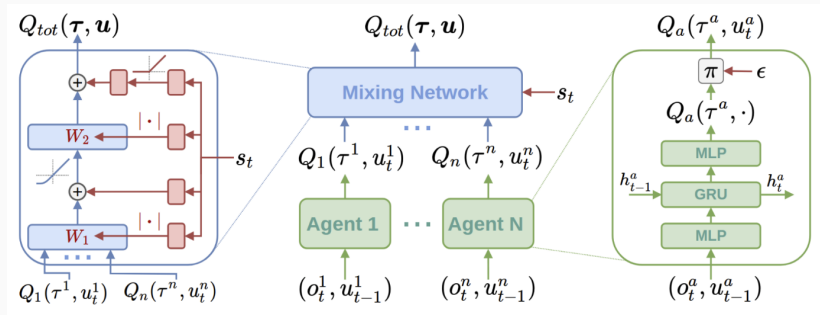 Q_{tot}(τ, u)
W_2
|·|
s_t
|·|
W_1
Q_1(τ^1, u_t^1) Q_n(τ^n, u_t^n)
Q_{tot}(τ, u)
Mixing Network
s_t
Q_1(τ^1, u_t^1) Q_n(τ^n, u_t^n)
Agent 1 Agent N
(o_t^1, u_{t-1}^1) (o_t^n, u_{t-1}^n)
Q_a(τ^a, u_t^a)
π ϵ
Q_a(τ^a, ·)
MLP
h_{t-1}^a GRU h_t^a
MLP
(o_t^a, u_{t-1}^a)